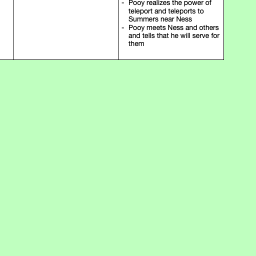 - Pooy realizes the power of
teleport and teleports to
Summers near Ness
- Pooy meets Ness and others
and tells that he will serve for
them